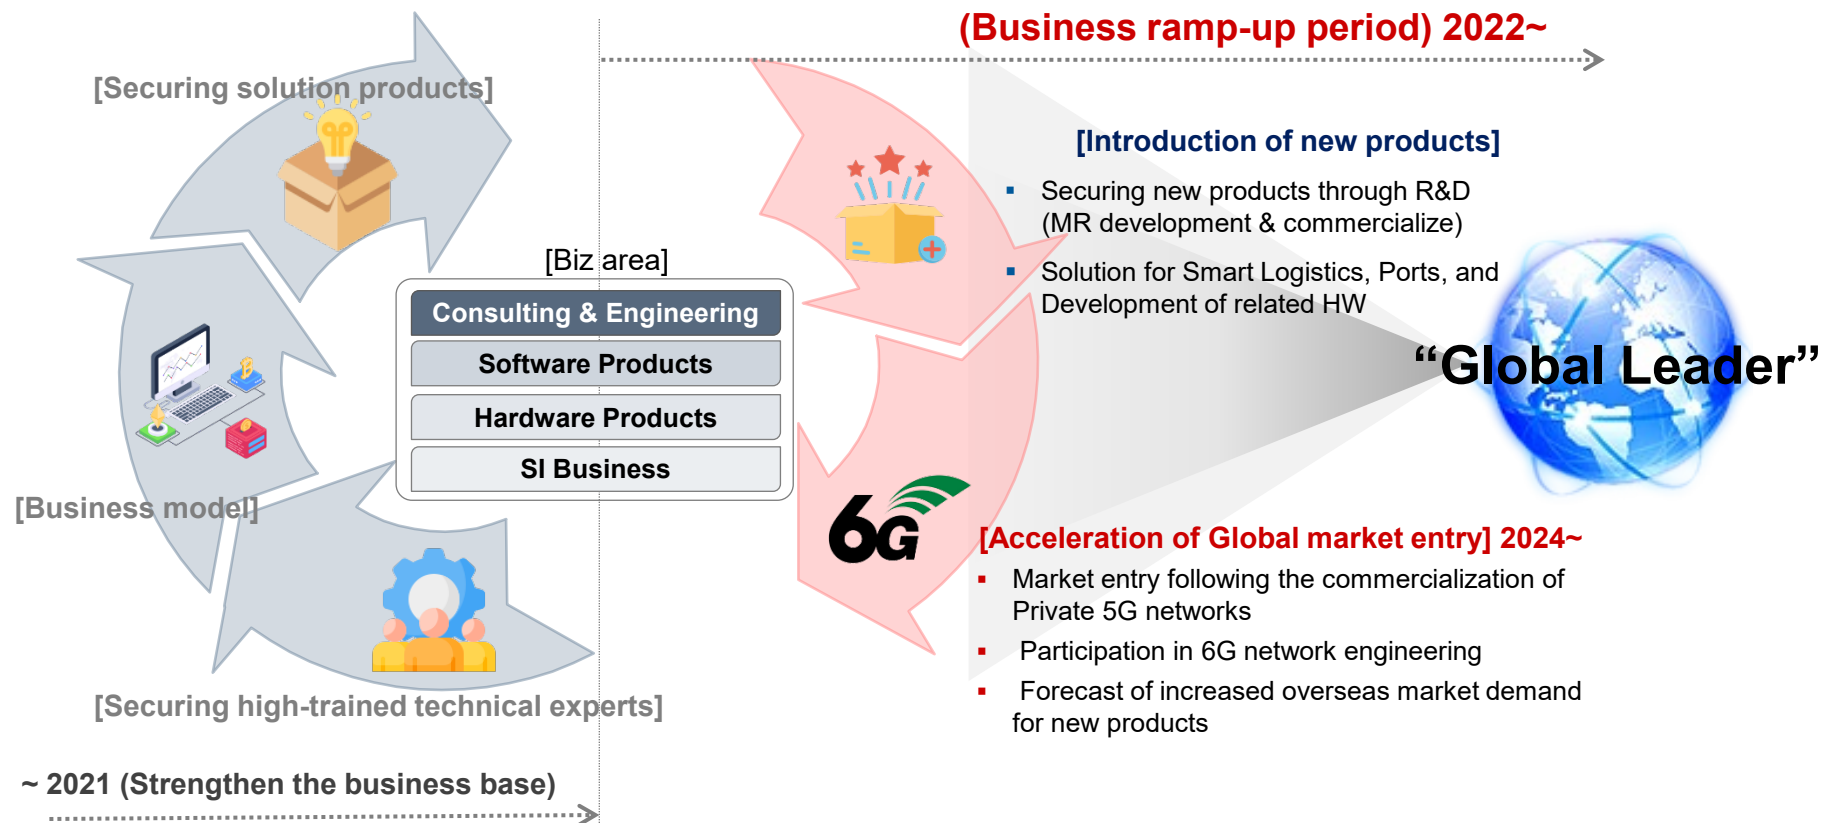 (Business ramp-up period) 2022~
[Securing solution products]
[Introduction of new products]
▪ Securing new products through R&D
(MR development & commercialize)
▪ Solution for Smart Logistics, Ports, and
Development of related HW
[Biz area]
Consulting & Engineering
Software Products
Hardware Products
SI Business
“Global Leader”
[Business model]
6G
[Acceleration of Global market entry] 2024~
▪ Market entry following the commercialization of
Private 5G networks
▪ Participation in 6G network engineering
▪ Forecast of increased overseas market demand
for new products
[Securing high-trained technical experts]
~ 2021 (Strengthen the business base)